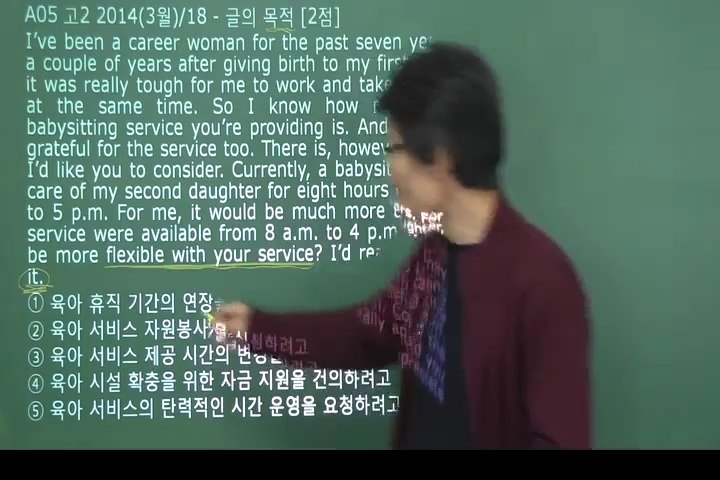 A05 고2 2014(3월)/18 - 글의 목적 [2점]
I've been a career woman for the past seven
a couple of years after giving birth to my
it was really tough for me to work and
at the same time. So I know how
babysitting service you're providing is. And
grateful for the service too. There is,
I'd like you to consider. Currently, a
care of my second daughter for eight hours
to 5 p.m. For me, it would be much more
service were available from 8 a.m. to 4
be more flexible with your service? I'd
it.
① 육아 휴직 기간의
② 육아 서비스
③ 육아 서비스 제공 시간의
④ 육아 시설 확충을 위한 자금 지원을 건의하려고
⑤ 육아 서비스의 탄력적인 시간 운영을 요청하려고